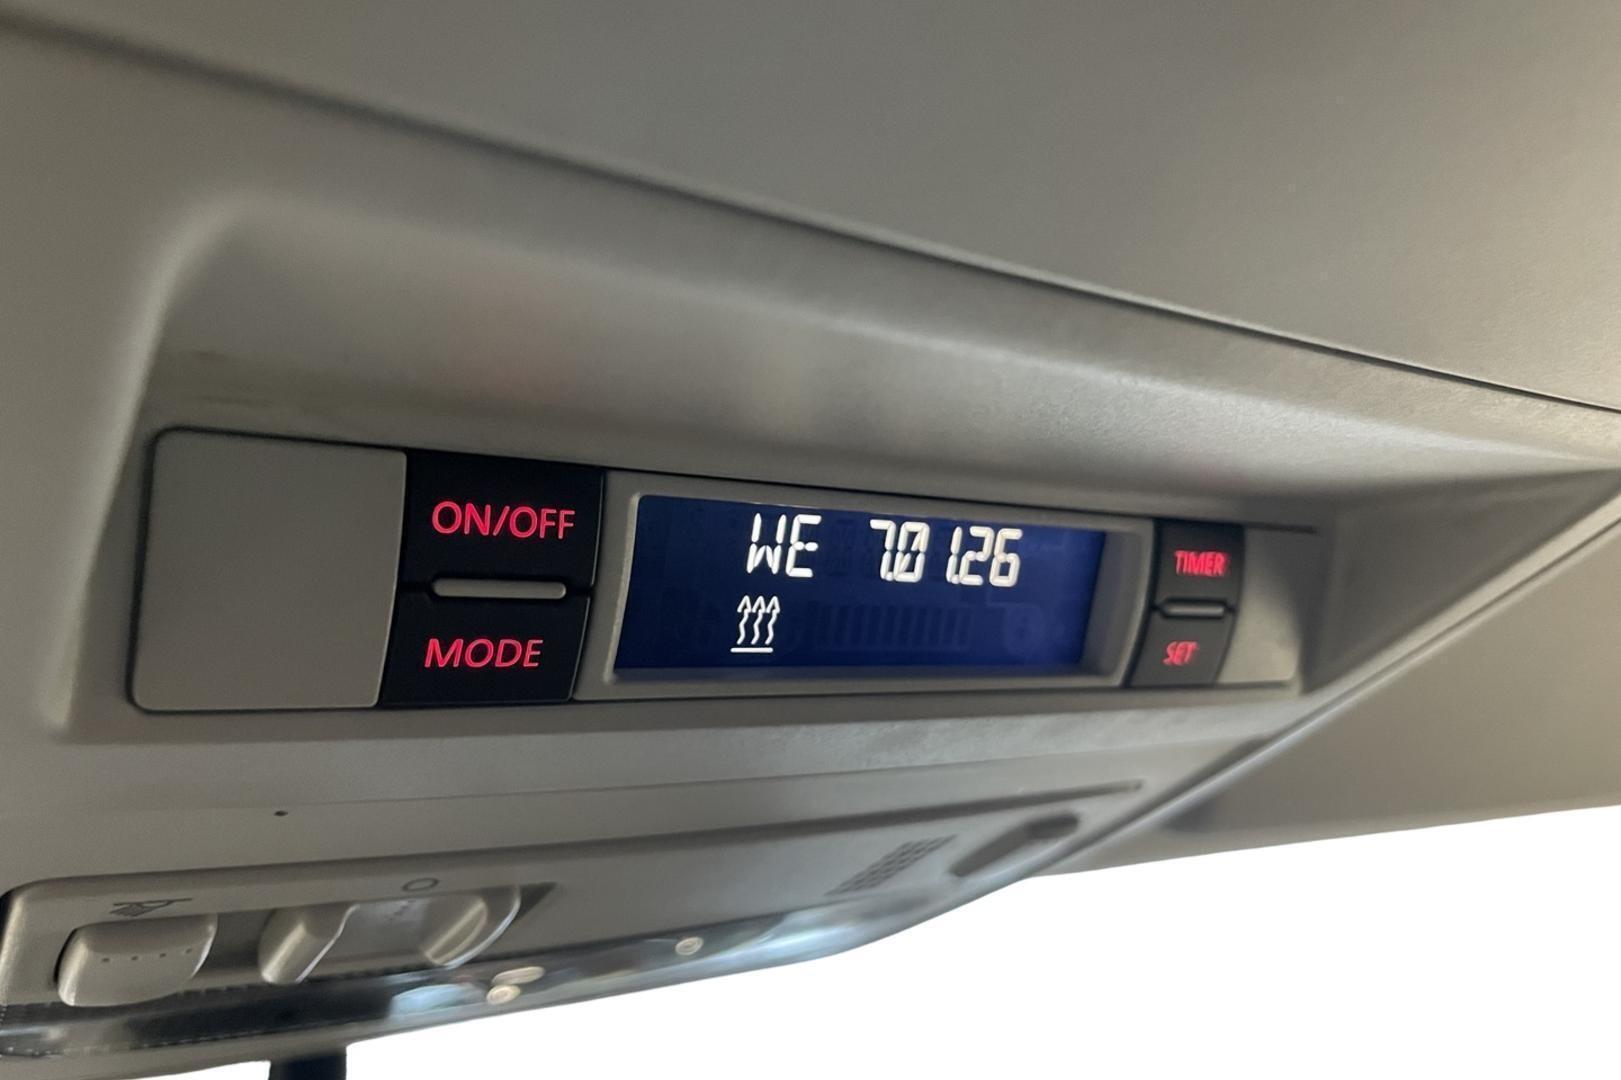 ON/OFF
MODE
WE 7.01.26
TIMER
SET